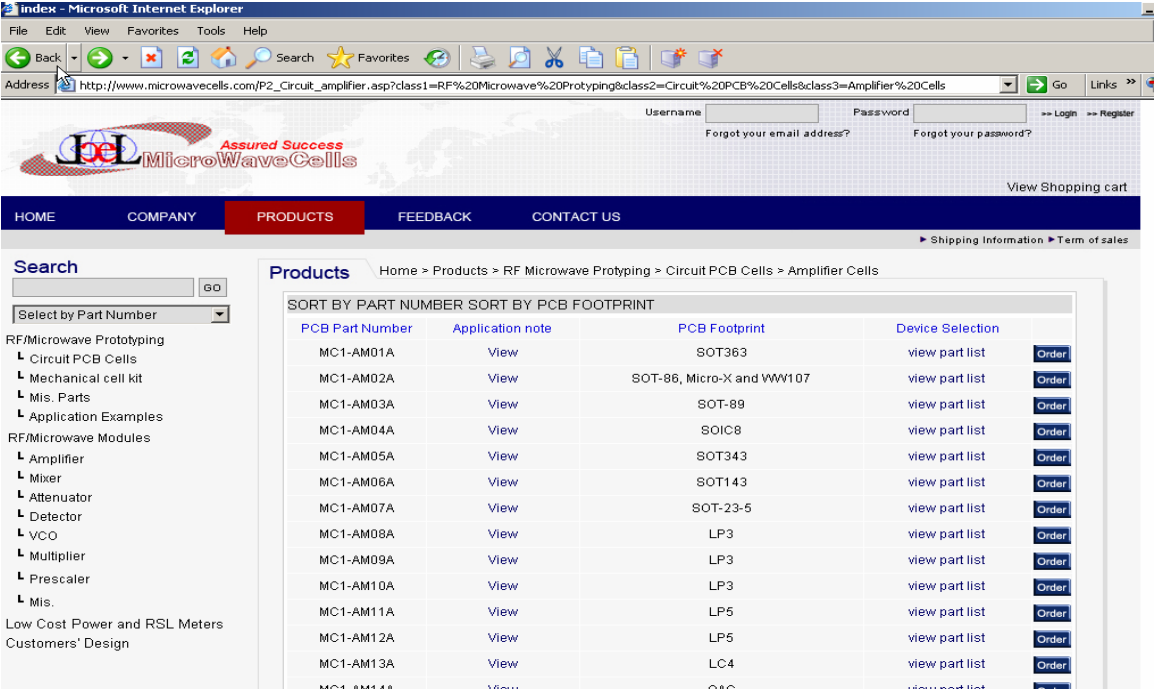 index - Microsoft Internet Explorer
File Edit View Favorites Tools Help
Back Search Favorites
Address http://www.microwavecells.com/P2_Circuit_amplifier.asp?class1=RF%20Microwave%20Protyping&class2=Circuit%20PCB%20Cells&class3=Amplifier%20Cells Go Links »
Username Password >> Login >> Register
Forgot your email address? Forgot your password?
Assured Success
MicroWaveCells
View Shopping cart
HOME COMPANY PRODUCTS FEEDBACK CONTACT US
Shipping Information Term of sales
Search
GO
Select by Part Number
RF/Microwave Prototyping
Circuit PCB Cells
Mechanical cell kit
Mis. Parts
Application Examples
RF/Microwave Modules
Amplifier
Mixer
Attenuator
Detector
VCO
Multiplier
Prescaler
Mis.
Low Cost Power and RSL Meters
Customers' Design
Products Home > Products > RF Microwave Protyping > Circuit PCB Cells > Amplifier Cells
SORT BY PART NUMBER SORT BY PCB FOOTPRINT
PCB Part Number Application note PCB Footprint Device Selection
MC1-AM01A View SOT363 view part list Order
MC1-AM02A View SOT-86, Micro-X and WW107 view part list Order
MC1-AM03A View SOT-89 view part list Order
MC1-AM04A View SOIC8 view part list Order
MC1-AM05A View SOT343 view part list Order
MC1-AM06A View SOT143 view part list Order
MC1-AM07A View SOT-23-5 view part list Order
MC1-AM08A View LP3 view part list Order
MC1-AM09A View LP3 view part list Order
MC1-AM10A View LP3 view part list Order
MC1-AM11A View LP5 view part list Order
MC1-AM12A View LP5 view part list Order
MC1-AM13A View LC4 view part list Order
MC1-AM14A View view part list